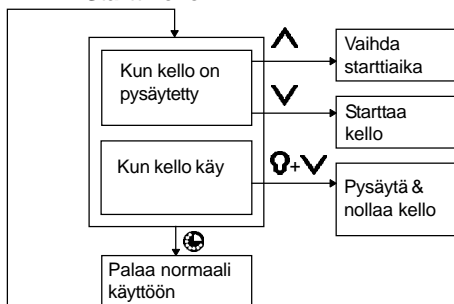 Kun kello on
pysäytetty
Kun kello käy
Vaihda
starttiaika
Starttaa
kello
+
Pysäytä &
nollaa kello
Palaa normaali
käyttöön